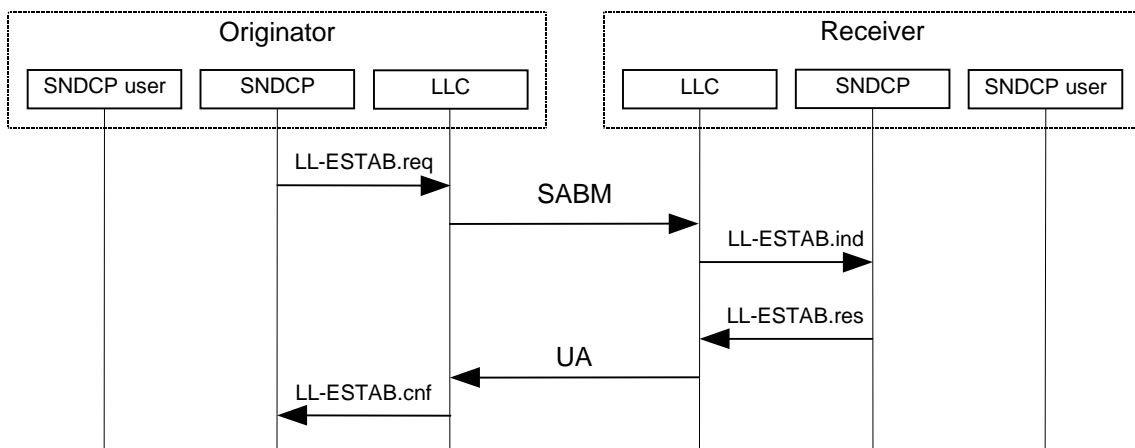 Originator
Receiver
SNDCP user
SNDCP
LLC
LLC
SNDCP
SNDCP user
LL-ESTAB.req
SABM
LL-ESTAB.ind
LL-ESTAB.res
UA
LL-ESTAB.cnf